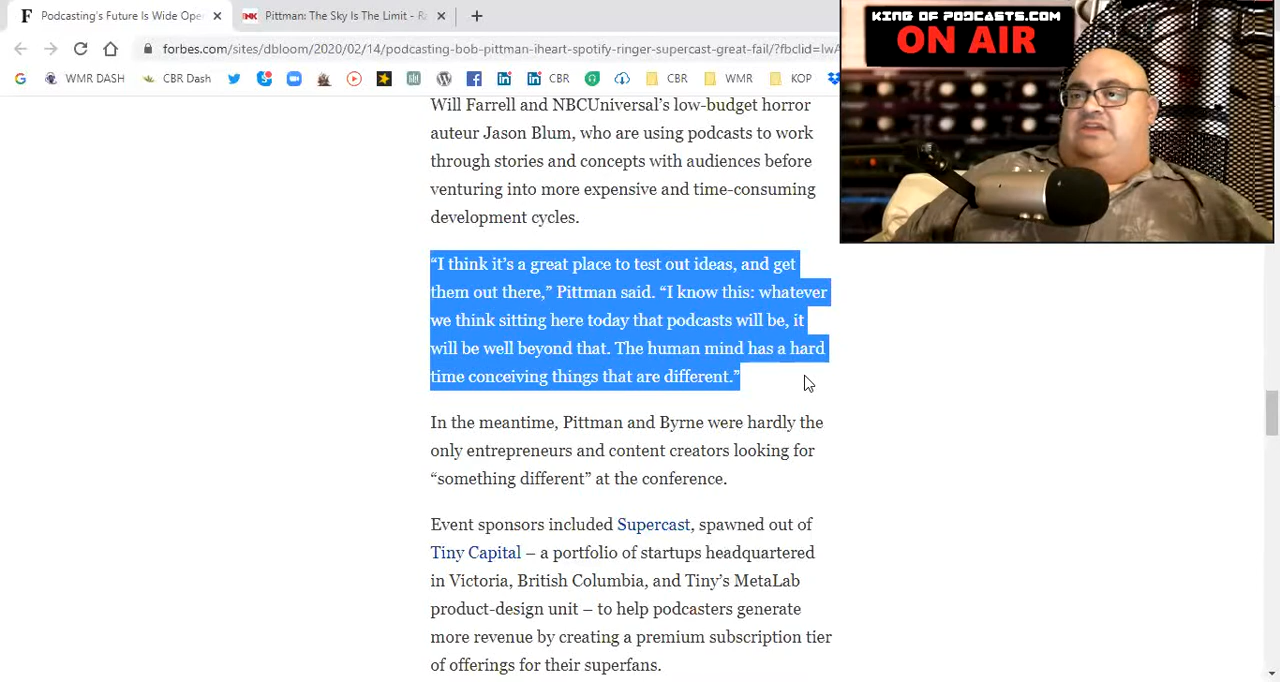 Podcasting's Future Is Wide Ope
Pittman: The Sky Is The Limit - R
forbes.com/sites/dbloom/2020/02/14/podcasting-bob-pittman-iheart-spotify-ringer-supercast-great-fail/?fbclid=IwA
WMR DASH CBR Dash CBR CBR WMR KOP
KING OF PODCASTS.COM
ON AIR
Will Farrell and NBCUniversal's low-budget horror
auteur Jason Blum, who are using podcasts to work
through stories and concepts with audiences before
venturing into more expensive and time-consuming
development cycles.
“I think it's a great place to test out ideas, and get
them out there,” Pittman said. “I know this: whatever
we think sitting here today that podcasts will be, it
will be well beyond that. The human mind has a hard
time conceiving things that are different.”
In the meantime, Pittman and Byrne were hardly the
only entrepreneurs and content creators looking for
“something different” at the conference.
Event sponsors included Supercast, spawned out of
Tiny Capital – a portfolio of startups headquartered
in Victoria, British Columbia, and Tiny's MetaLab
product-design unit – to help podcasters generate
more revenue by creating a premium subscription tier
of offerings for their superfans.